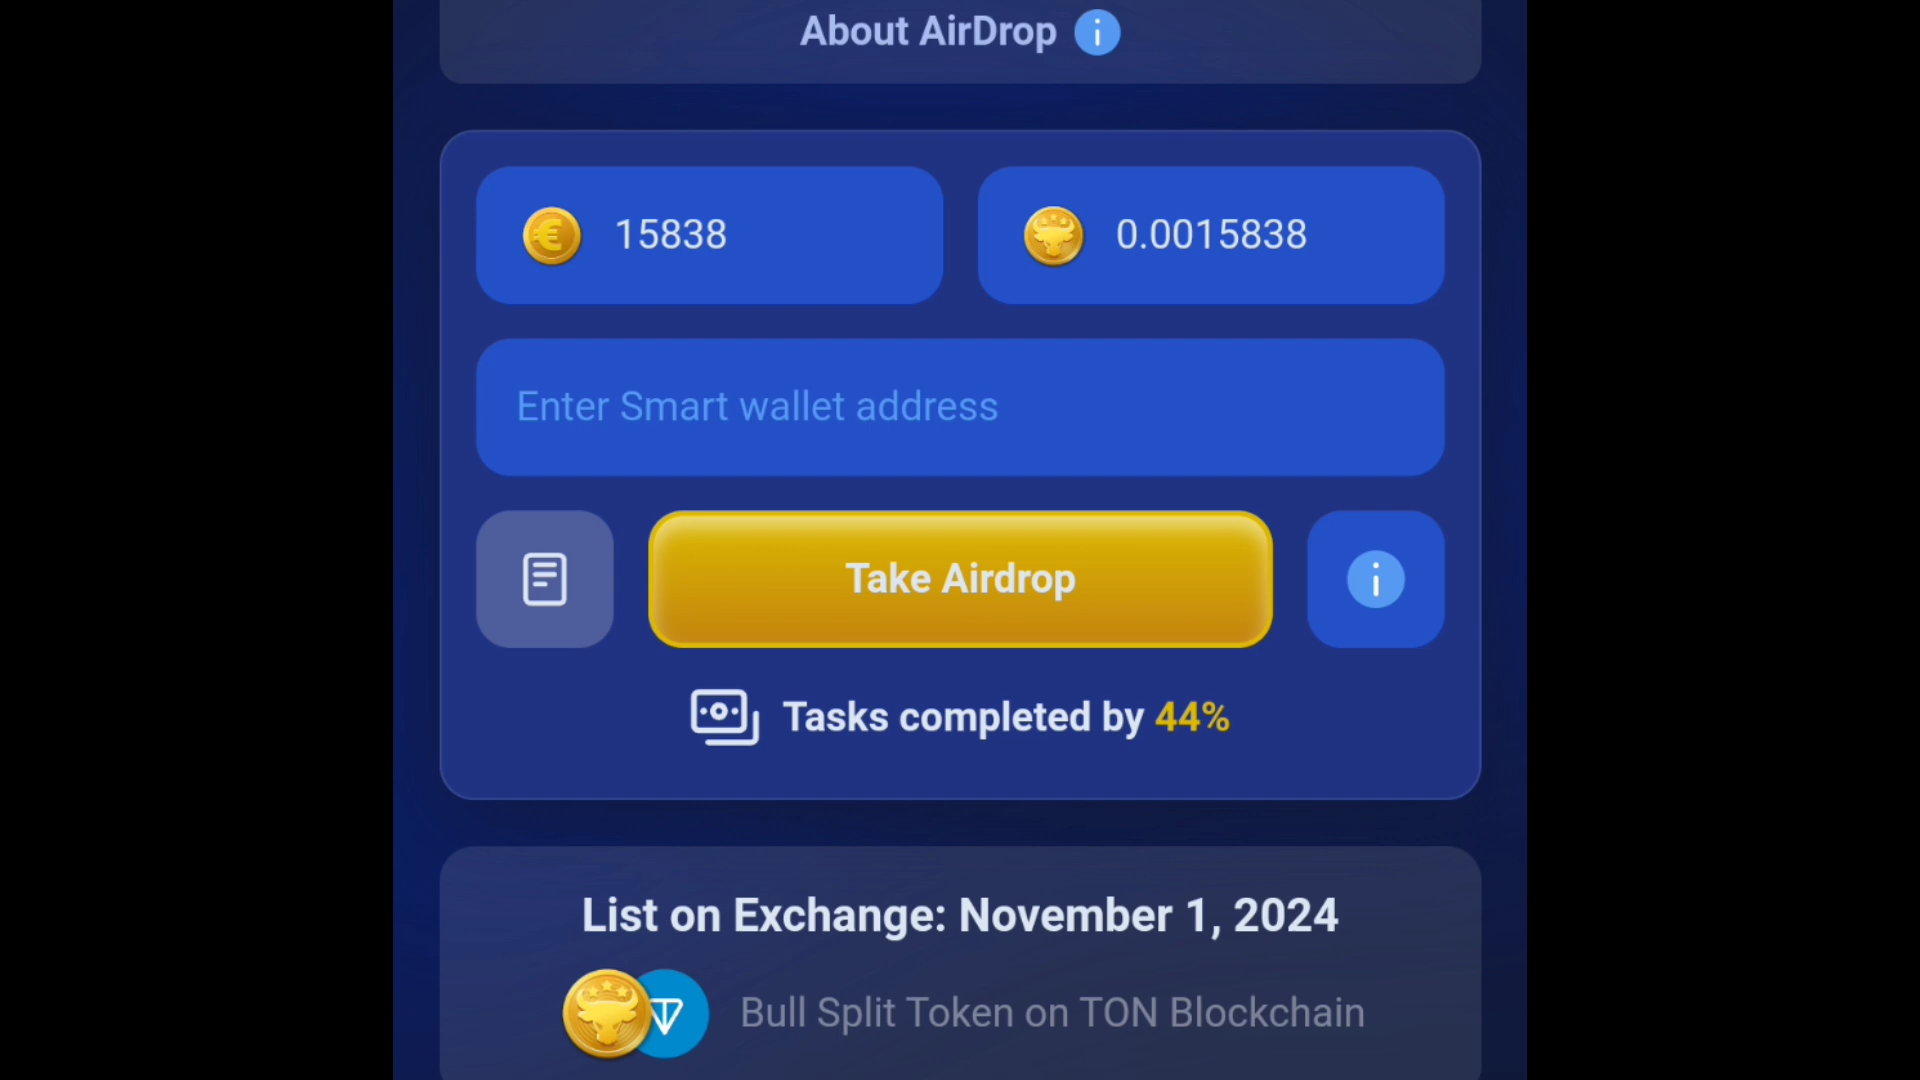 About AirDrop
15838
0.0015838
Enter Smart wallet address
Take Airdrop
Tasks completed by 44%
List on Exchange: November 1, 2024
Bull Split Token on TON Blockchain